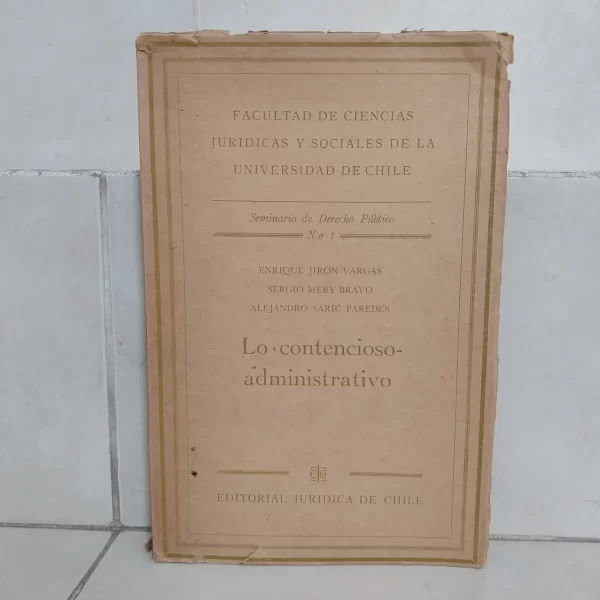 FACULTAD DE CIENCIAS
JURIDICAS Y SOCIALES DE LA
UNIVERSIDAD DE CHILE
Seminario de Derecho Público
N.o 1
ENRIQUE JIRON VARGAS
SERGIO MERY BRAVO
ALEJANDRO SARIC PAREDES
Lo «contencioso-
administrativo
EDITORIAL JURIDICA DE CHILE